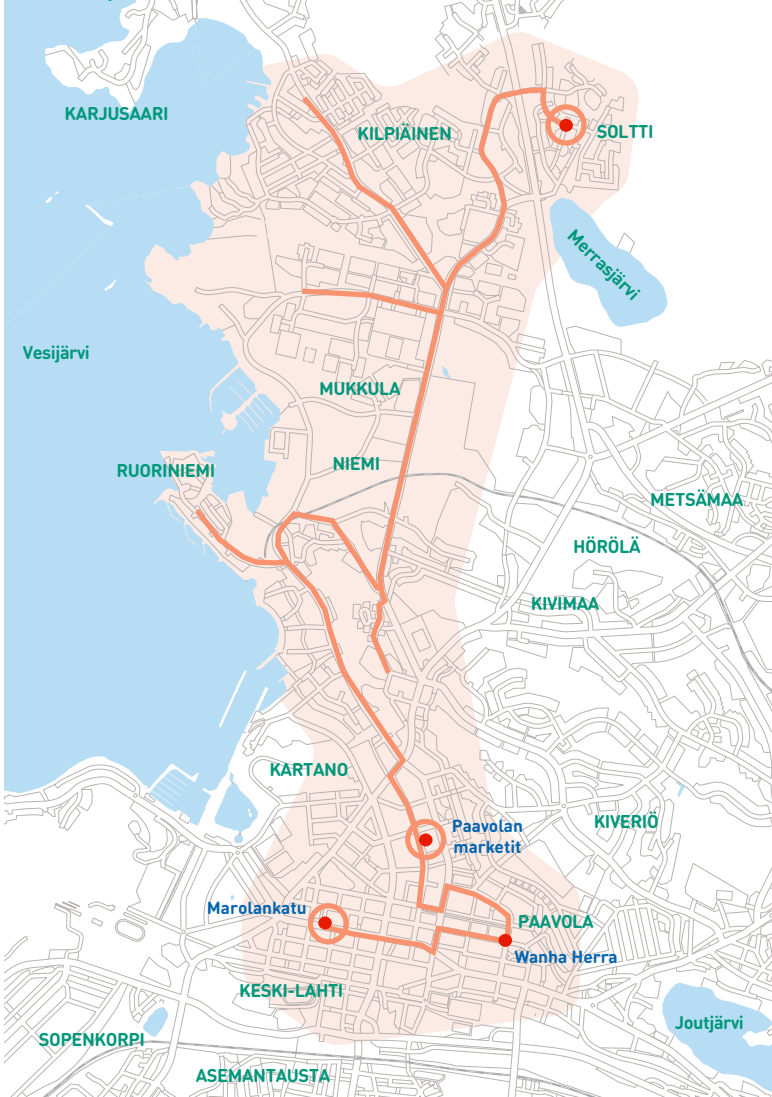 KARJUSAARI
KILPIÄINEN
SOLTTI
Merrasjärvi
Vesijärvi
MUKKULA
RUORINIEMI
NIEMI
METSÄMAA
HÖRÖLÄ
KIVIMAA
KARTANO
Paavolan
marketit
KIVERIÖ
Marolankatu
PAAVOLA
Wanha Herra
KESKI-LAHTI
Joutjärvi
SOPENKORPI
ASEMANTAUSTA